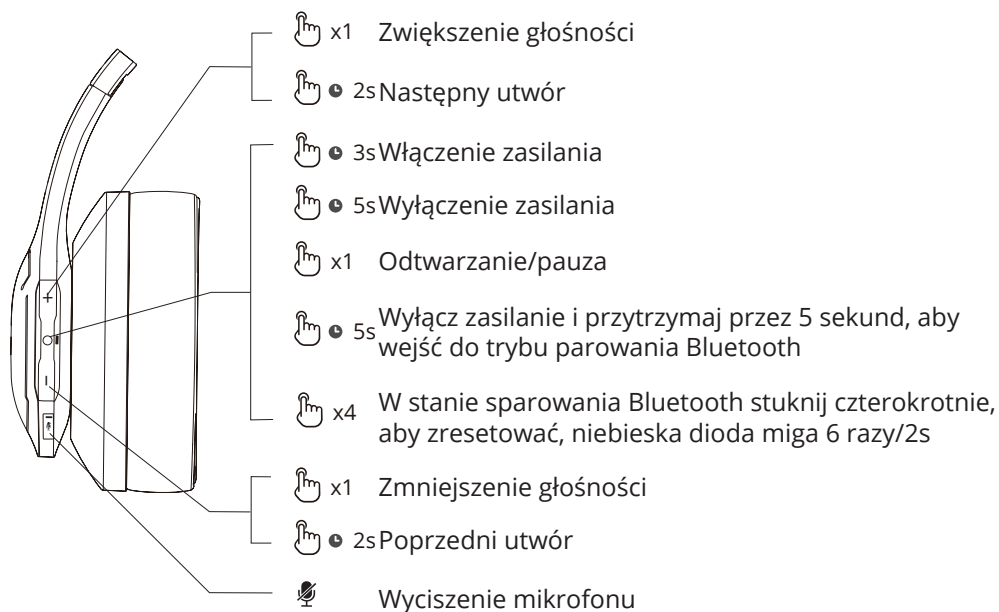 x1 Zwiększenie głośności
2s Następny utwór
3s Włączenie zasilania
5s Wyłączenie zasilania
x1 Odtwarzanie/pauza
5s Wyłącz zasilanie i przytrzymaj przez 5 sekund, aby
wejść do trybu parowania Bluetooth
x4 W stanie sparowania Bluetooth stuknij czterokrotnie,
aby zresetować, niebieska dioda miga 6 razy/2s
x1 Zmniejszenie głośności
2s Poprzedni utwór
Wyciszenie mikrofonu